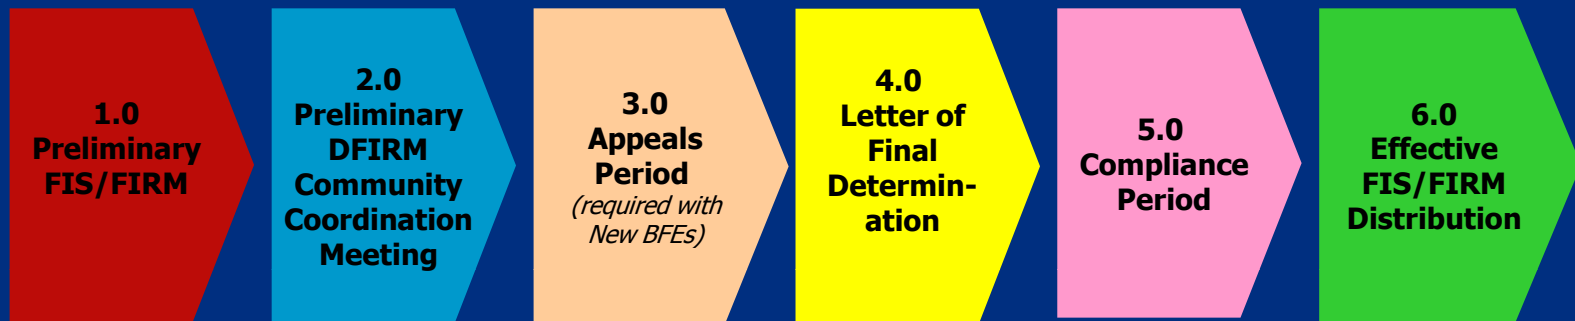 1.0
Preliminary
FIS/FIRM
2.0
Preliminary
DFIRM
Community
Coordination
Meeting
3.0
Appeals
Period
(required with
New BFEs)
4.0
Letter of
Final
Determin-
ation
5.0
Compliance
Period
6.0
Effective
FIS/FIRM
Distribution